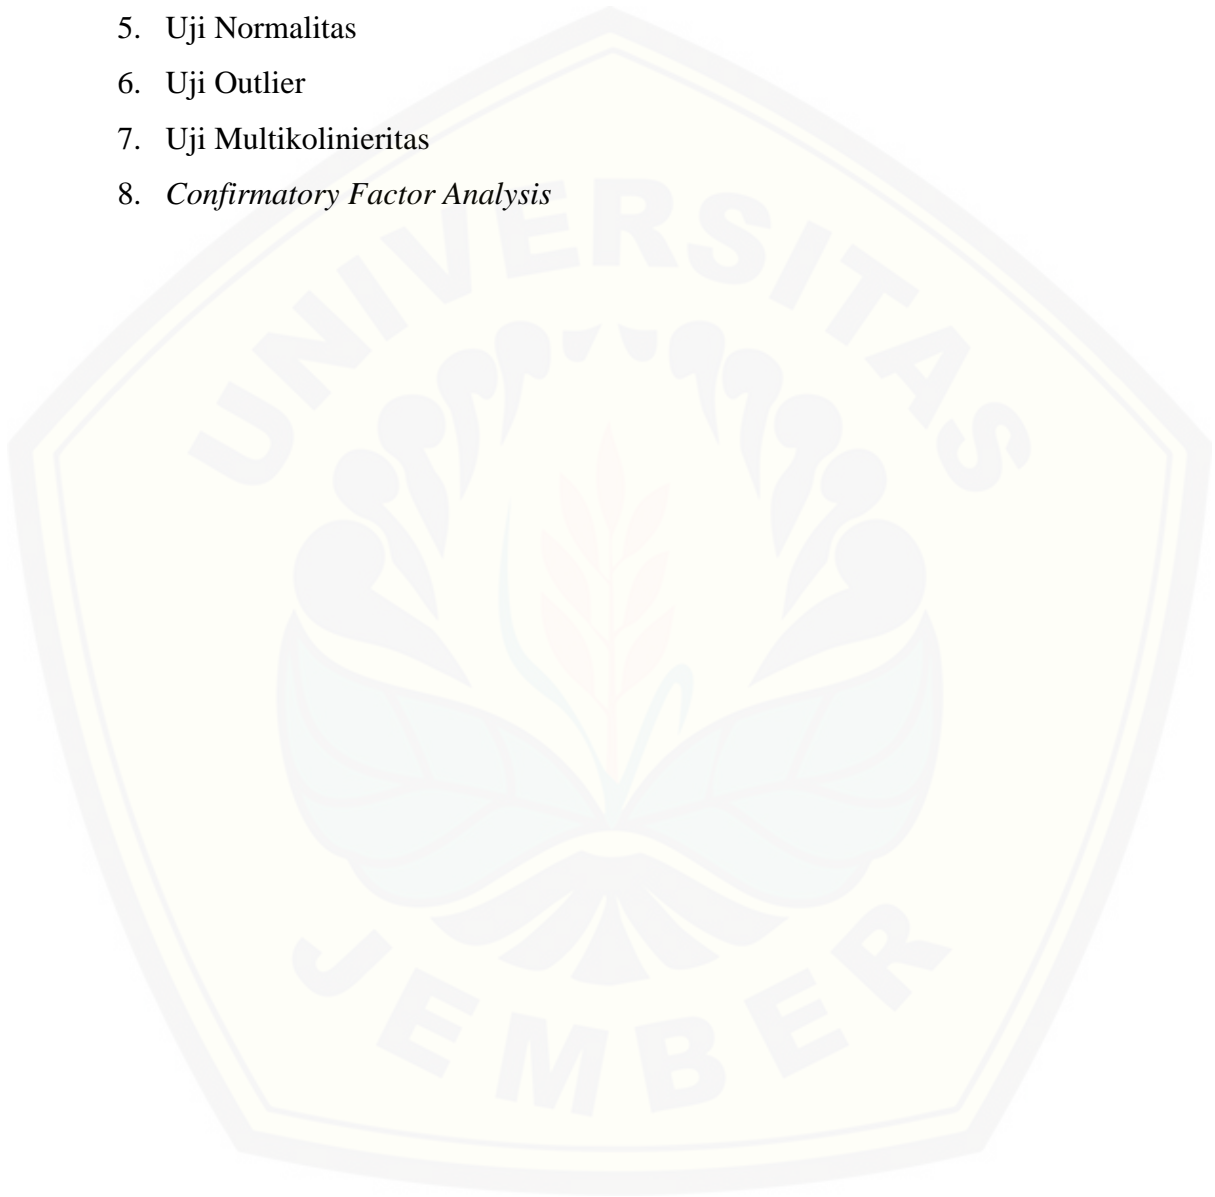 5. Uji Normalitas
6. Uji Outlier
7. Uji Multikolinieritas
8. Confirmatory Factor Analysis
UNIVERSITAS
JEMBER